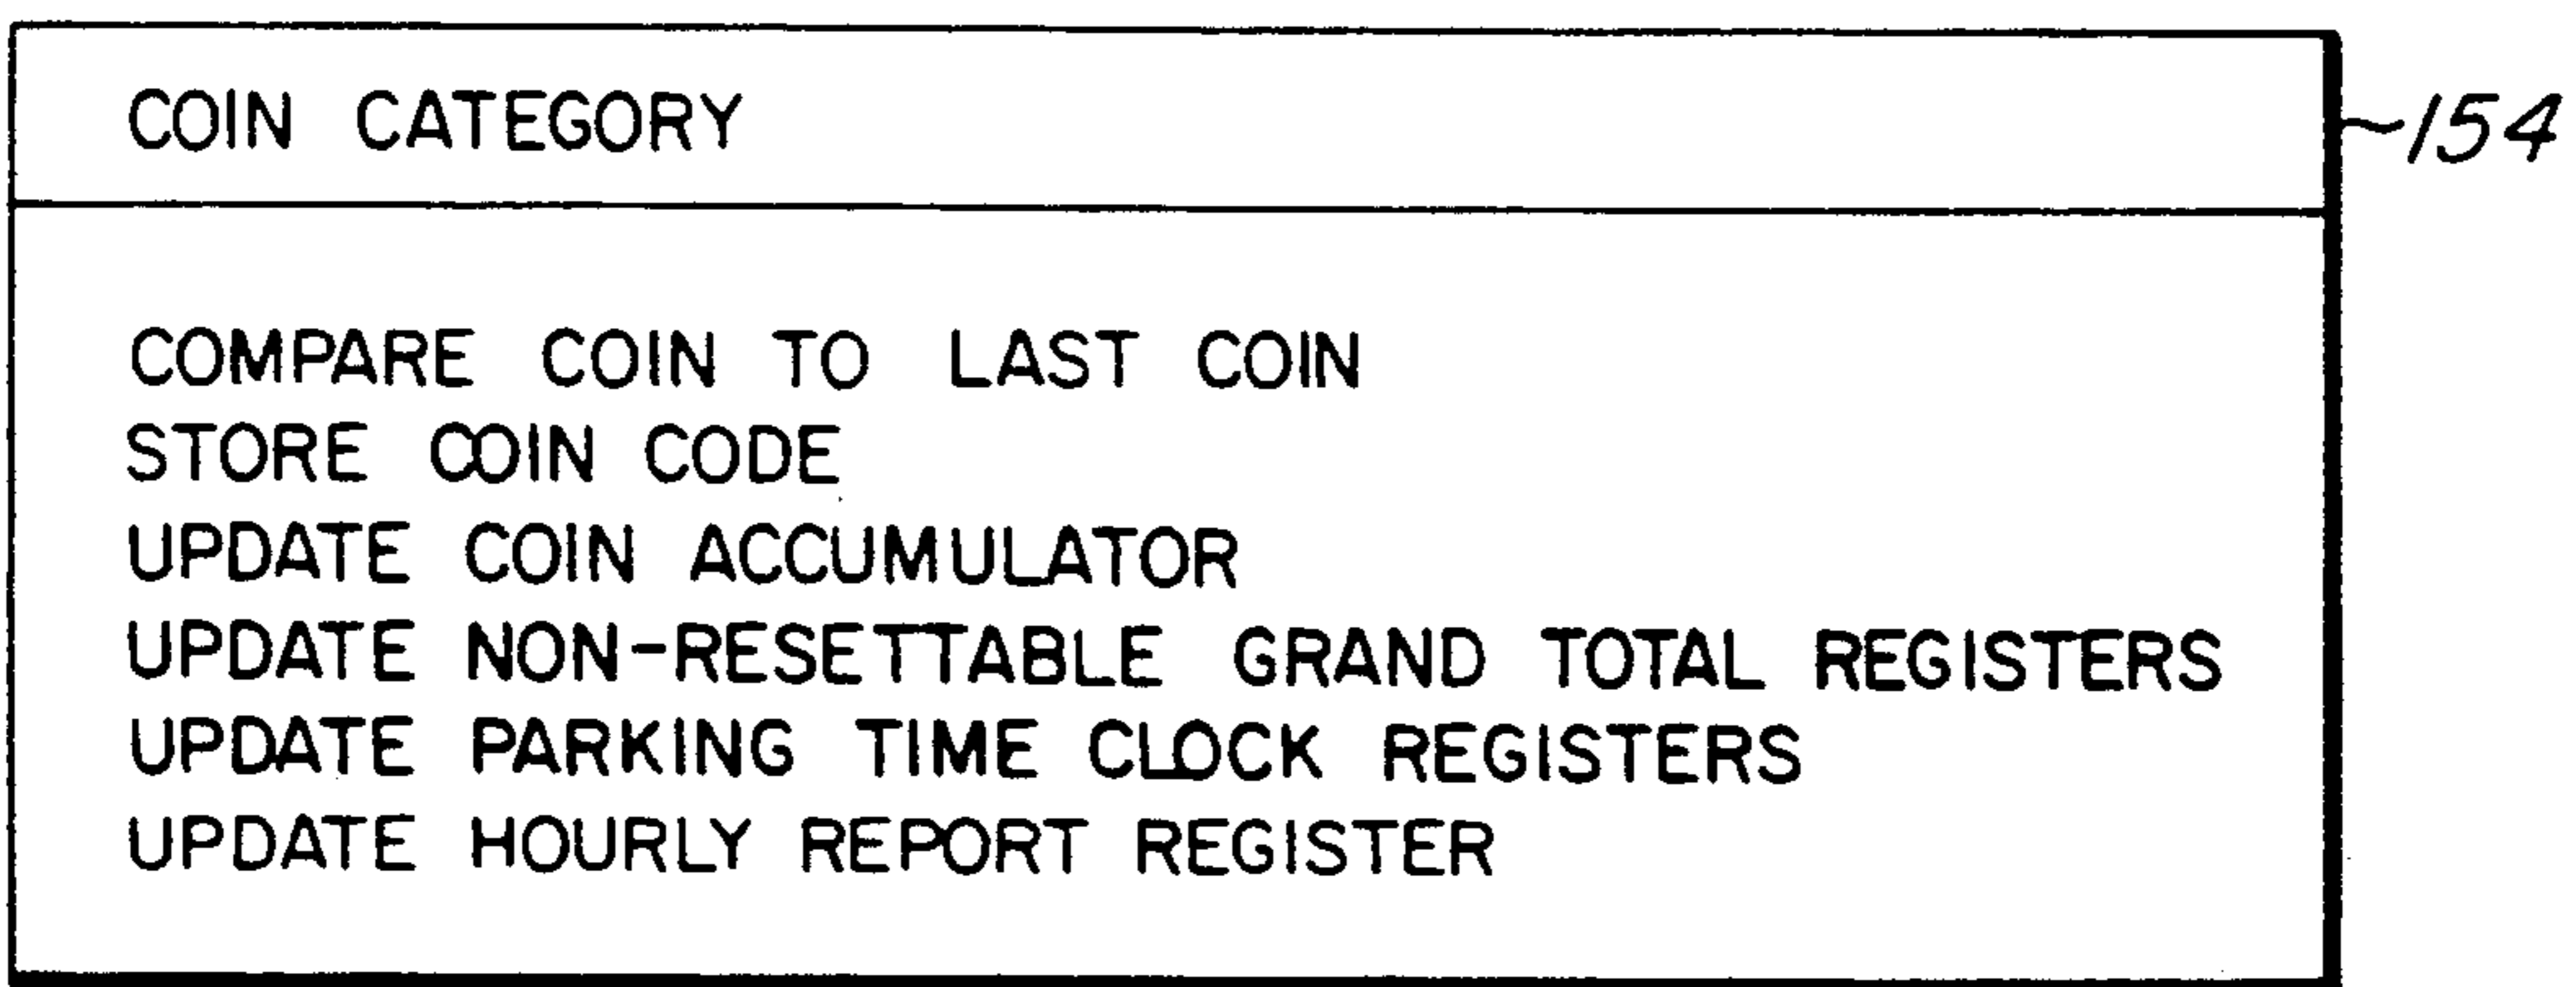 COIN CATEGORY
154
COMPARE COIN TO LAST COIN
STORE COIN CODE
UPDATE COIN ACCUMULATOR
UPDATE NON-RESETTABLE GRAND TOTAL REGISTERS
UPDATE PARKING TIME CLOCK REGISTERS
UPDATE HOURLY REPORT REGISTER